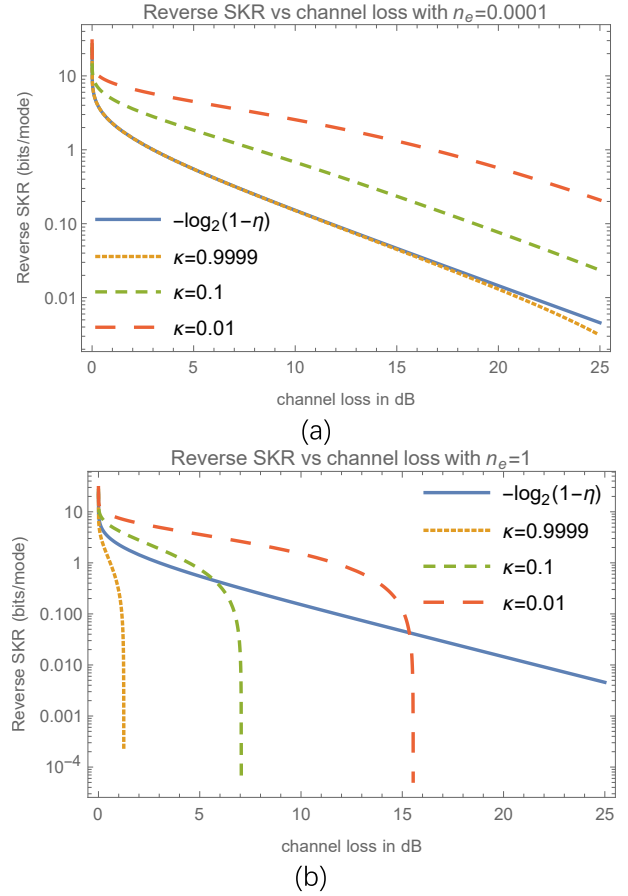 Reverse SKR vs channel loss with nₑ=0.0001
Reverse SKR (bits/mode)
10
1
0.10
0.01
−log₂(1−η)
κ=0.9999
κ=0.1
κ=0.01
0 5 10 15 20 25
channel loss in dB
(a)
Reverse SKR vs channel loss with nₑ=1
Reverse SKR (bits/mode)
10
1
0.100
0.010
0.001
10⁻⁴
−log₂(1−η)
κ=0.9999
κ=0.1
κ=0.01
0 5 10 15 20 25
channel loss in dB
(b)